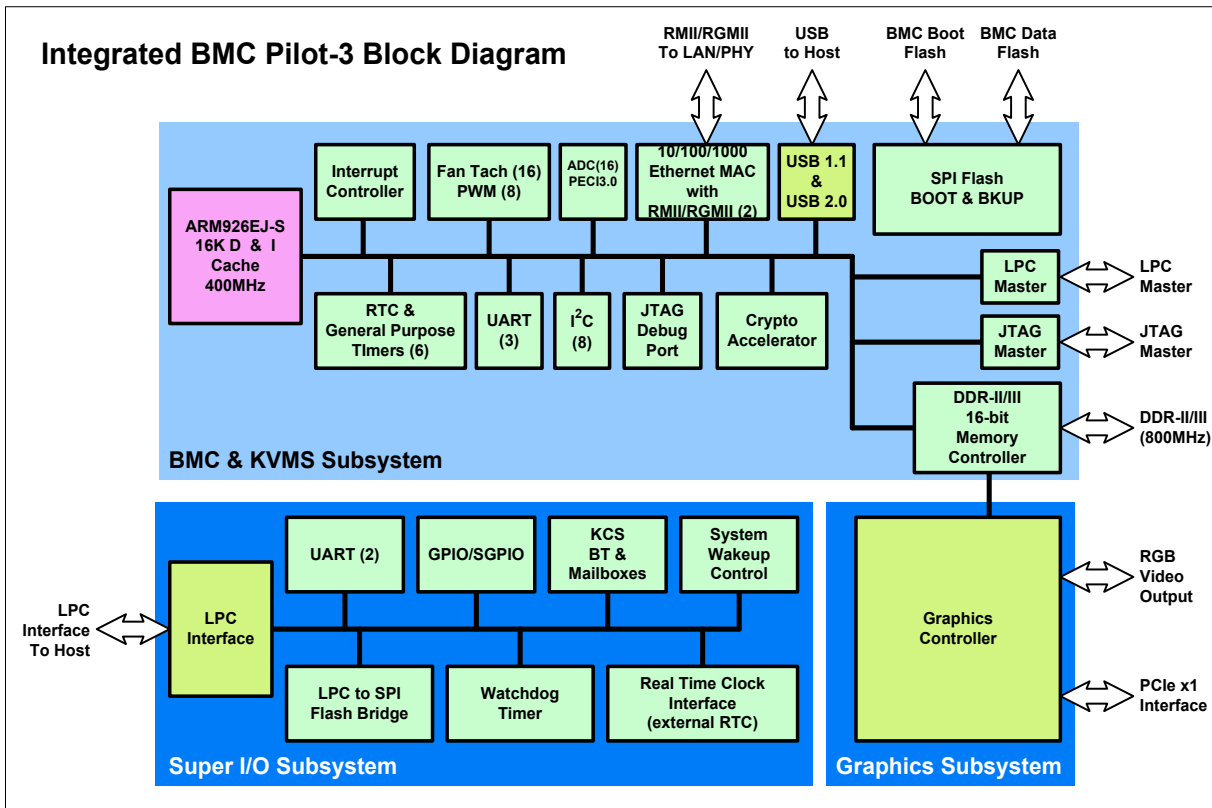 Integrated BMC Pilot-3 Block Diagram
RMII/RGMII
To LAN/PHY
USB
to Host
BMC Boot
Flash
BMC Data
Flash
Interrupt
Controller
Fan Tach (16)
PWM (8)
ADC(16)
PECI3.0
10/100/1000
Ethernet MAC
with
RMII/RGMII (2)
USB 1.1
&
USB 2.0
SPI Flash
BOOT & BKUP
ARM926EJ-S
16K D & I
Cache
400MHz
LPC
Master
LPC
Master
RTC &
General Purpose
TImers (6)
UART
(3)
I2C
(8)
JTAG
Debug
Port
Crypto
Accelerator
JTAG
Master
JTAG
Master
DDR-II/III
16-bit
Memory
Controller
DDR-II/III
(800MHz)
BMC & KVMS Subsystem
UART (2)
GPIO/SGPIO
KCS
BT &
Mailboxes
System
Wakeup
Control
LPC
Interface
To Host
LPC
Interface
LPC to SPI
Flash Bridge
Watchdog
Timer
Real Time Clock
Interface
(external RTC)
Super I/O Subsystem
Graphics
Controller
RGB
Video
Output
PCIe x1
Interface
Graphics Subsystem